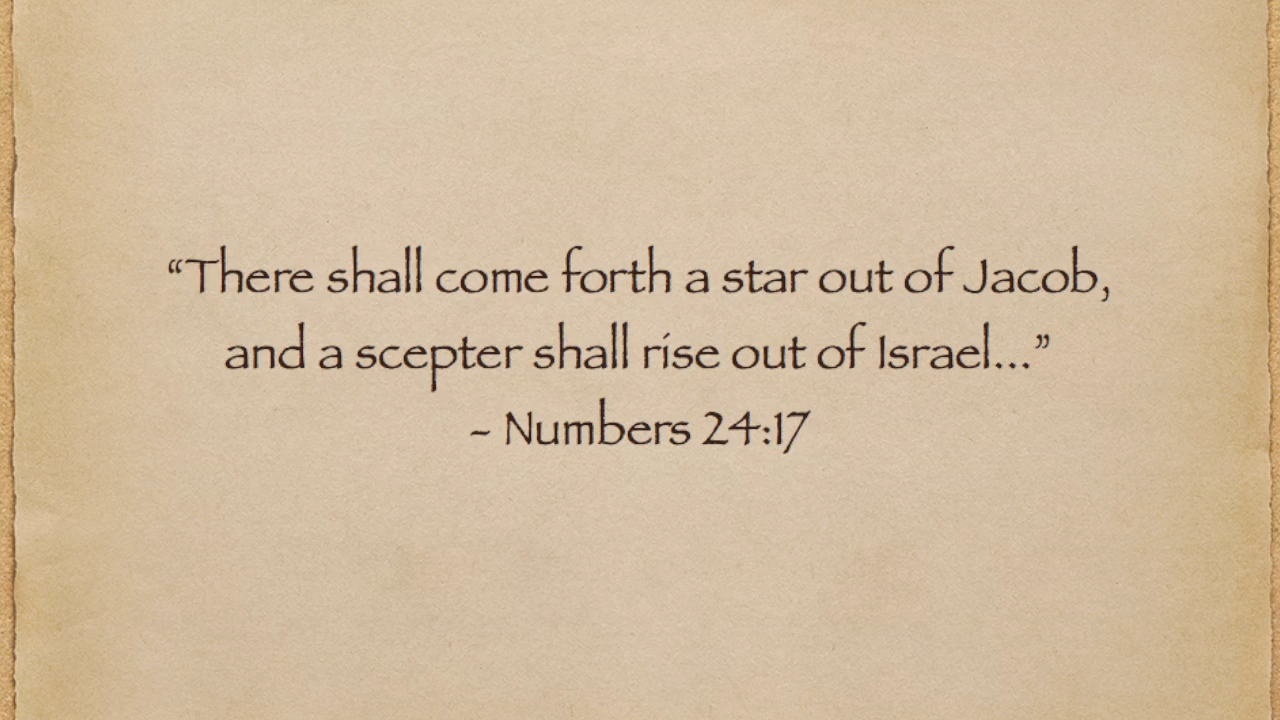 “There shall come forth a star out of Jacob,
and a scepter shall rise out of Israel...”
~ Numbers 24:17